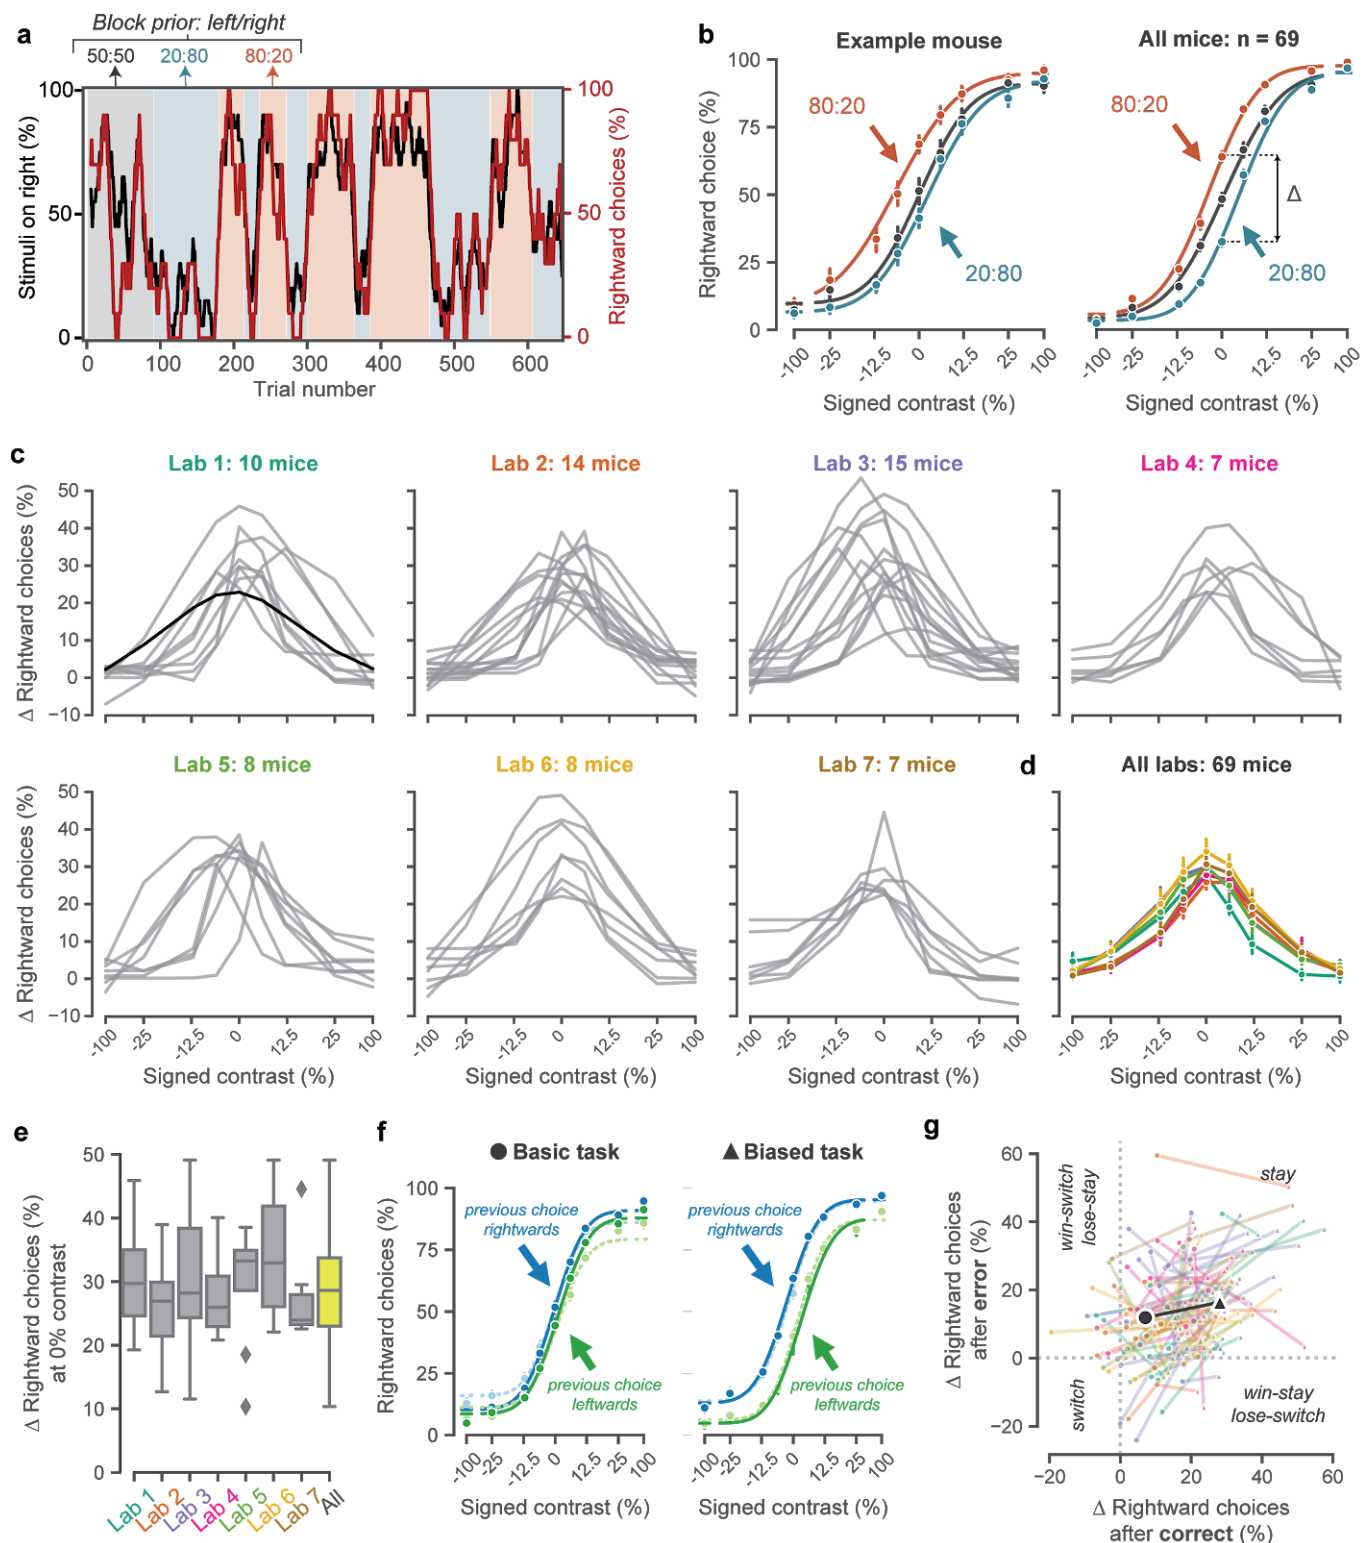 a
Block prior: left/right
50:50
20:80
80:20
100
50
0
Stimuli on right (%)
100
50
0
Rightward choices (%)
0
100
200
300
400
500
600
Trial number
b
Example mouse
All mice: n = 69
100
75
50
25
0
Rightward choice (%)
80:20
20:80
80:20
Δ
20:80
-100
-25
-12.5
0
12.5
25
100
Signed contrast (%)
-100
-25
-12.5
0
12.5
25
100
Signed contrast (%)
c
Lab 1: 10 mice
Lab 2: 14 mice
Lab 3: 15 mice
Lab 4: 7 mice
50
40
30
20
10
0
−10
Δ Rightward choices (%)
Lab 5: 8 mice
Lab 6: 8 mice
Lab 7: 7 mice
d
All labs: 69 mice
50
40
30
20
10
0
−10
Δ Rightward choices (%)
-100
-25
-12.5
0
12.5
25
100
Signed contrast (%)
-100
-25
-12.5
0
12.5
25
100
Signed contrast (%)
-100
-25
-12.5
0
12.5
25
100
Signed contrast (%)
-100
-25
-12.5
0
12.5
25
100
Signed contrast (%)
e
50
40
30
20
10
0
Δ Rightward choices (%)
at 0% contrast
Lab 1
Lab 2
Lab 3
Lab 4
Lab 5
Lab 6
Lab 7
All
f
Basic task
Biased task
100
75
50
25
0
Rightward choices (%)
previous choice
rightwards
previous choice
leftwards
previous choice
rightwards
previous choice
leftwards
-100
-25
-12.5
0
12.5
25
100
Signed contrast (%)
-100
-25
-12.5
0
12.5
25
100
Signed contrast (%)
g
60
40
20
0
−20
Δ Rightward choices
after error (%)
win-switch
lose-stay
stay
switch
win-stay
lose-switch
−20
0
20
40
60
Δ Rightward choices
after correct (%)